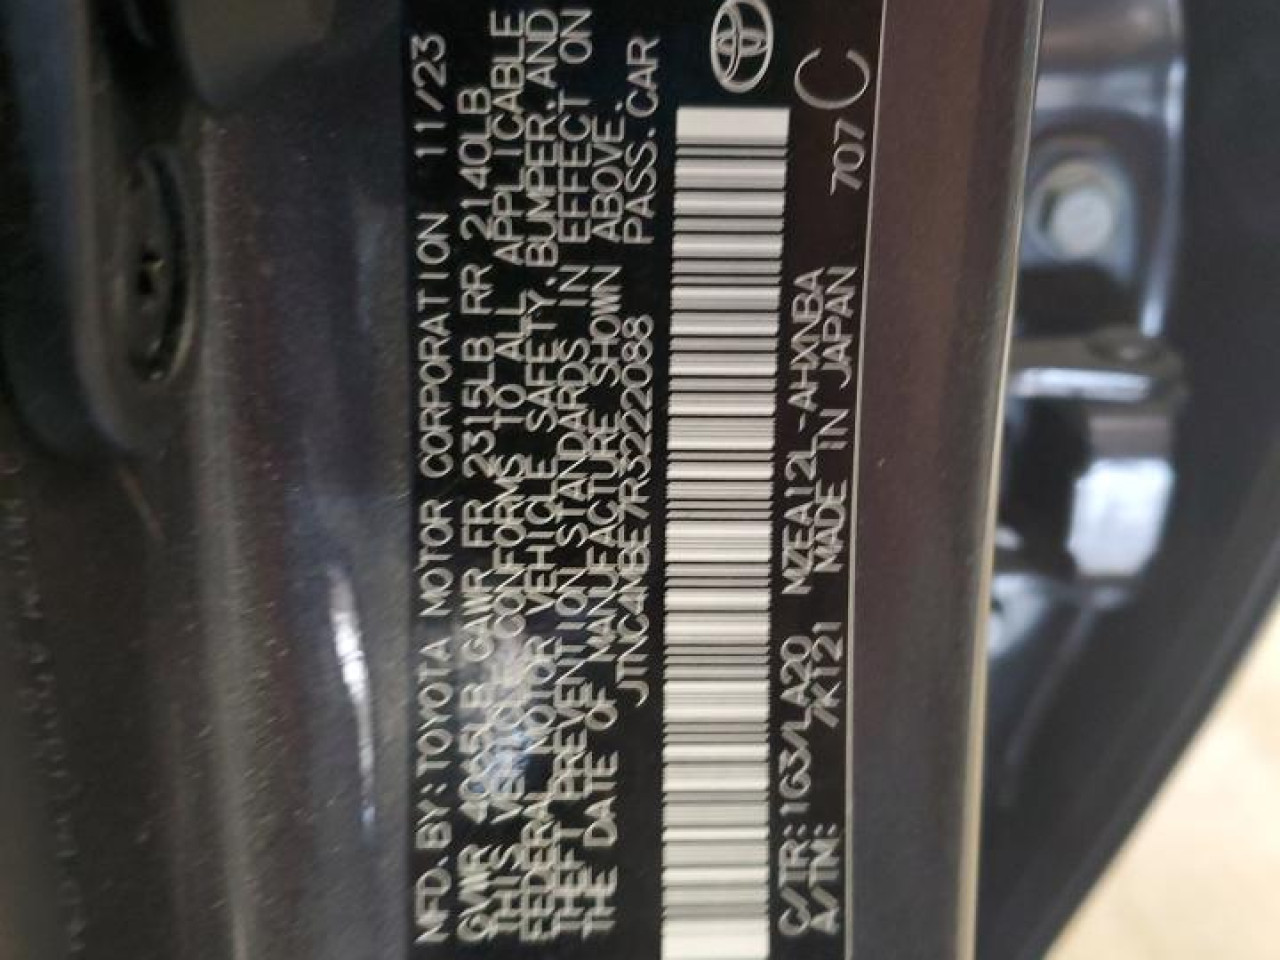 MFD.BY:TOYOTA MOTOR CORPORATION 11/23
GVWR 4065LB GAWR FR 2315LB RR 2140LB
THIS VEHICLE CONFORMS TO ALL APPLICABLE
FEDERAL MOTOR VEHICLE SAFETY,BUMPER,AND
THEFT PREVENTION STANDARDS IN EFFECT ON
THE DATE OF MANUFACTURE SHOWN ABOVE.
JTNC4MBE7R3222088 PASS.CAR
C/TR:1G3/LA20 MZEA12L-AHXNBA 707 C
A/TM: /K121 MADE IN JAPAN